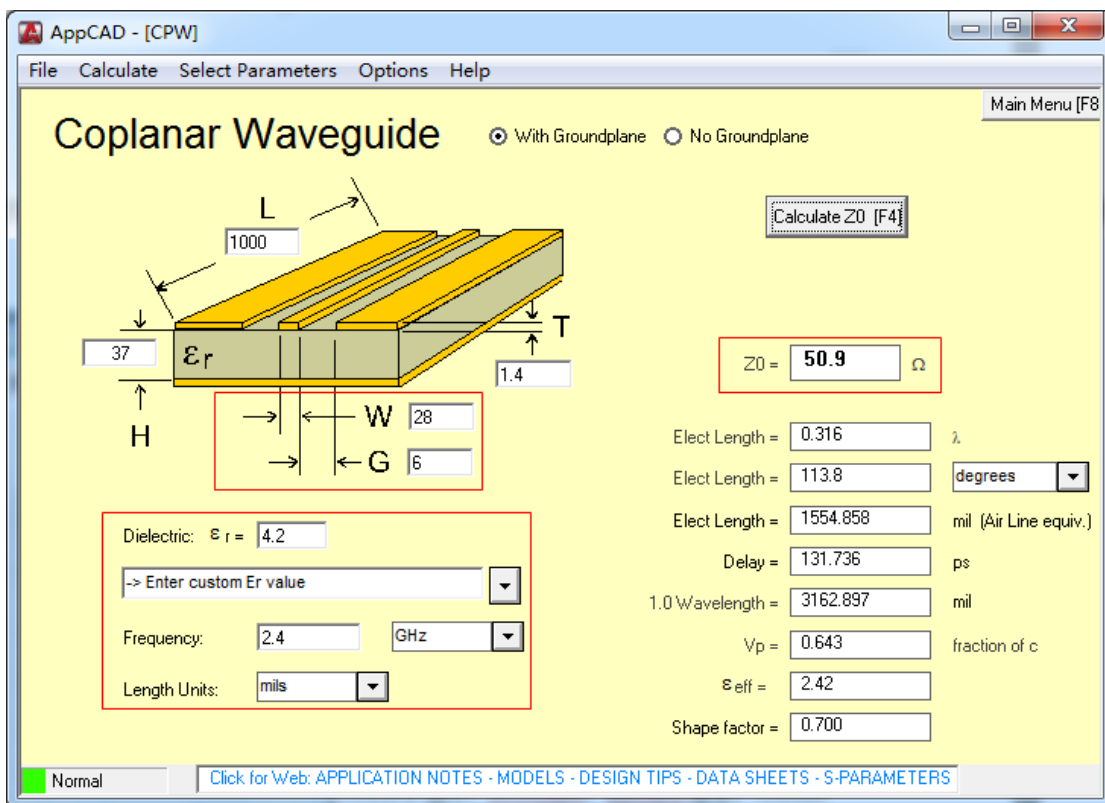 AppCAD - [CPW]
File Calculate Select Parameters Options Help
Main Menu [F8
Coplanar Waveguide
With Groundplane No Groundplane
Calculate Z0 [F4]
L
1000
T
1.4
37
εr
H
W 28
G 6
Z0 = 50.9 Ω
Elect Length = 0.316 λ
Elect Length = 113.8 degrees
Elect Length = 1554.858 mil (Air Line equiv.)
Delay = 131.736 ps
1.0 Wavelength = 3162.897 mil
Vp = 0.643 fraction of c
εeff = 2.42
Shape factor = 0.700
Dielectric: εr = 4.2
-> Enter custom Er value
Frequency: 2.4 GHz
Length Units: mils
Normal
Click for Web: APPLICATION NOTES - MODELS - DESIGN TIPS - DATA SHEETS - S-PARAMETERS